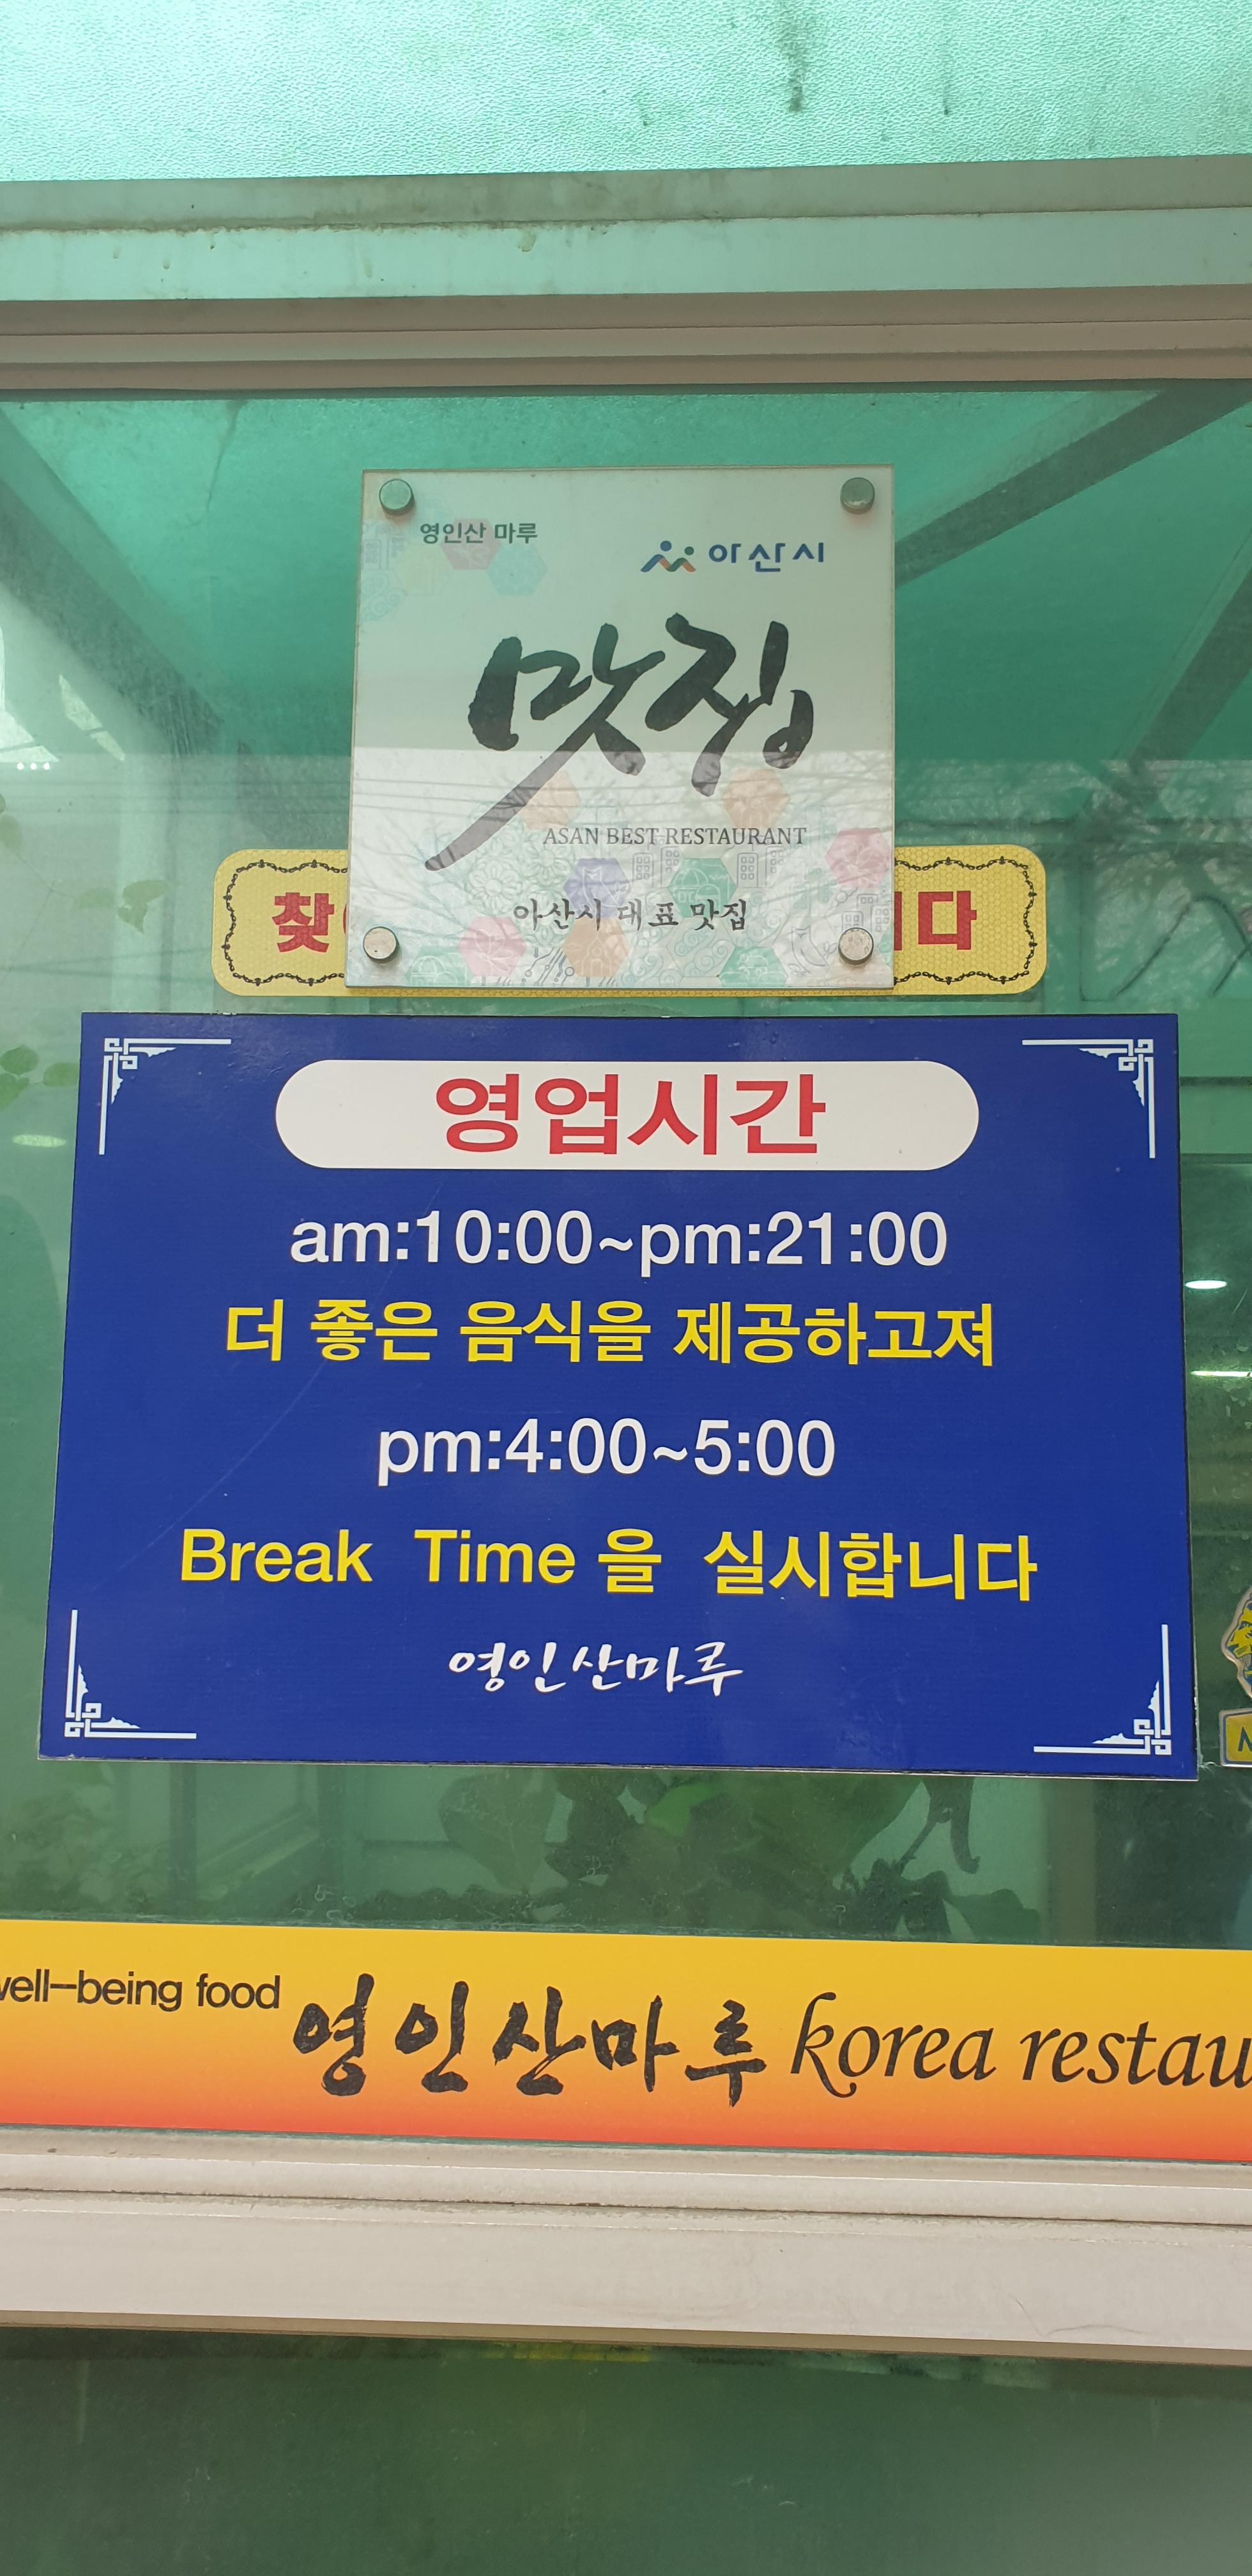 영인산 마루
아산시
맛집
ASAN BEST RESTAURANT
아산시 대표 맛집
니다
영업시간
am:10:00~pm:21:00
더 좋은 음식을 제공하고져
pm:4:00~5:00
Break Time 을 실시합니다
영인산마루
well-being food 영인산마루 korea restau